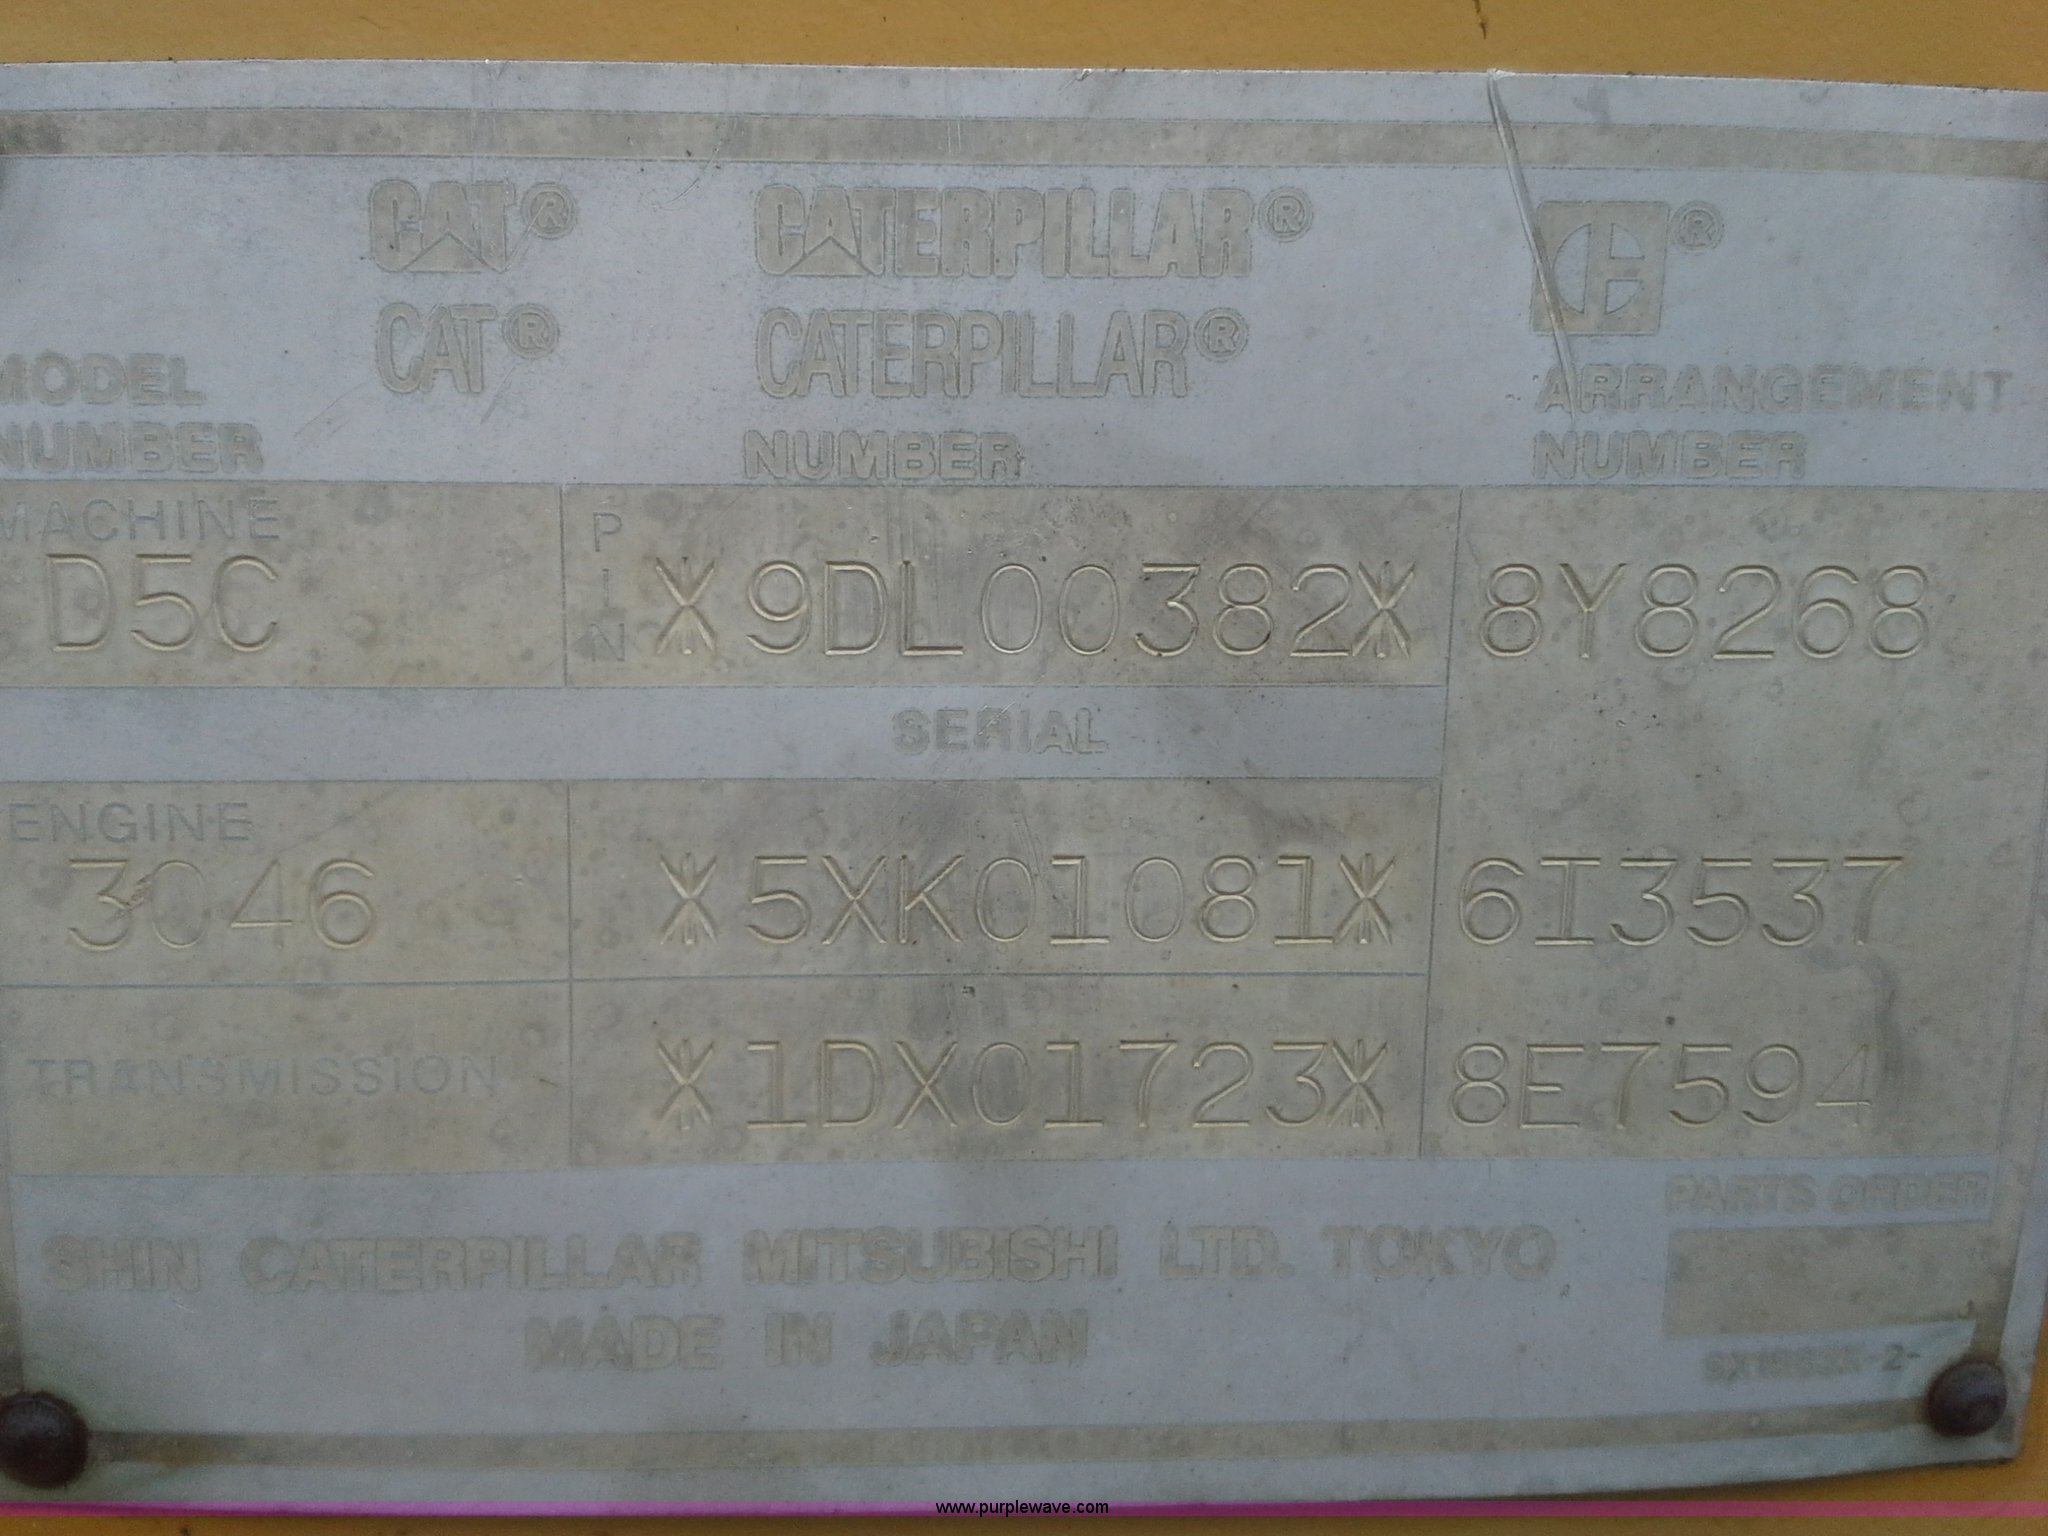 CAT® CATERPILLAR® CH®
CAT® CATERPILLAR®
MODEL ARRANGEMENT
NUMBER NUMBER NUMBER
MACHINE PIN
D5C *9DL00382* 8Y8268
SERIAL
ENGINE
3046 *5XK01081* 6I3537
TRANSMISSION *1DX01723* 8E7594
PARTS ORDER
SHIN CATERPILLAR MITSUBISHI LTD. TOKYO
MADE IN JAPAN
www.purplewave.com